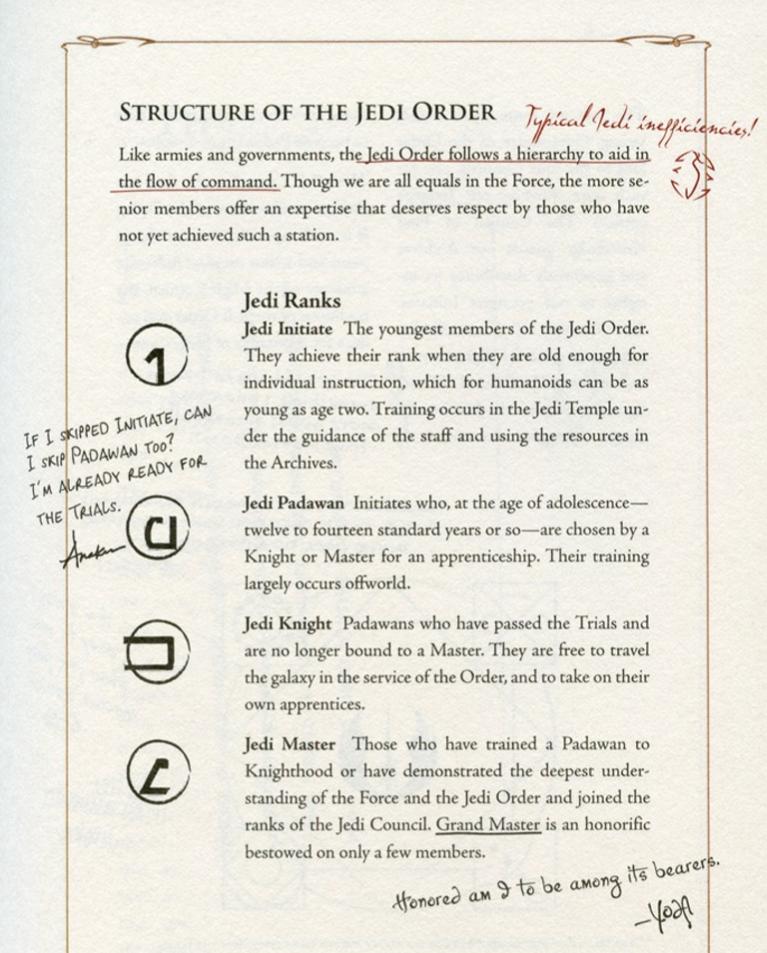 STRUCTURE OF THE JEDI ORDER
Typical Jedi inefficiencies!
Like armies and governments, the Jedi Order follows a hierarchy to aid in
the flow of command. Though we are all equals in the Force, the more se-
nior members offer an expertise that deserves respect by those who have
not yet achieved such a station.
Jedi Ranks
Jedi Initiate The youngest members of the Jedi Order.
They achieve their rank when they are old enough for
individual instruction, which for humanoids can be as
young as age two. Training occurs in the Jedi Temple un-
der the guidance of the staff and using the resources in
the Archives.
IF I SKIPPED INITIATE, CAN
I SKIP PADAWAN TOO?
I'M ALREADY READY FOR
THE TRIALS.
Anakin
Jedi Padawan Initiates who, at the age of adolescence—
twelve to fourteen standard years or so—are chosen by a
Knight or Master for an apprenticeship. Their training
largely occurs offworld.
Jedi Knight Padawans who have passed the Trials and
are no longer bound to a Master. They are free to travel
the galaxy in the service of the Order, and to take on their
own apprentices.
Jedi Master Those who have trained a Padawan to
Knighthood or have demonstrated the deepest under-
standing of the Force and the Jedi Order and joined the
ranks of the Jedi Council. Grand Master is an honorific
bestowed on only a few members.
Honored am I to be among its bearers.
—Yoda